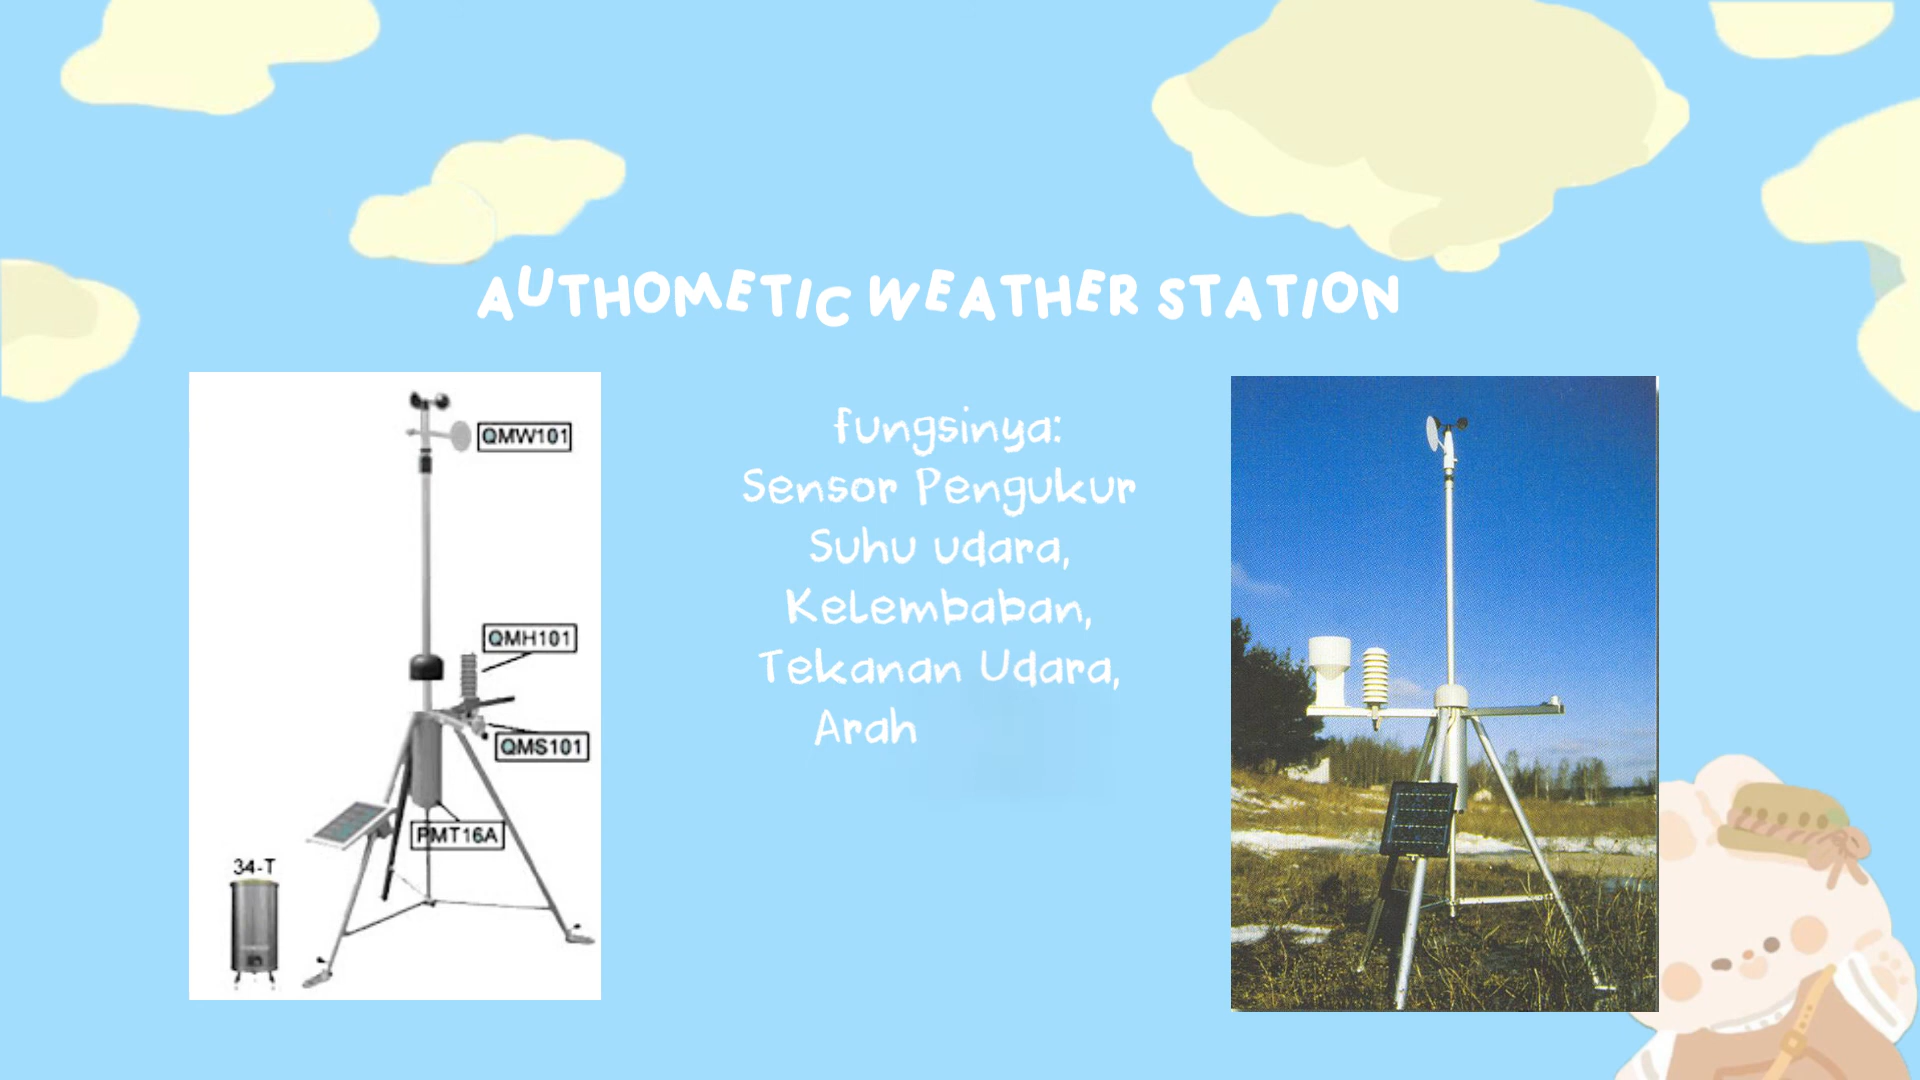 AUTHOMETIC WEATHER STATION
QMW101
QMH101
QMS101
PMT16A
34-T
fungsinya:
Sensor Pengukur
Suhu udara,
Kelembaban,
Tekanan Udara,
Arah